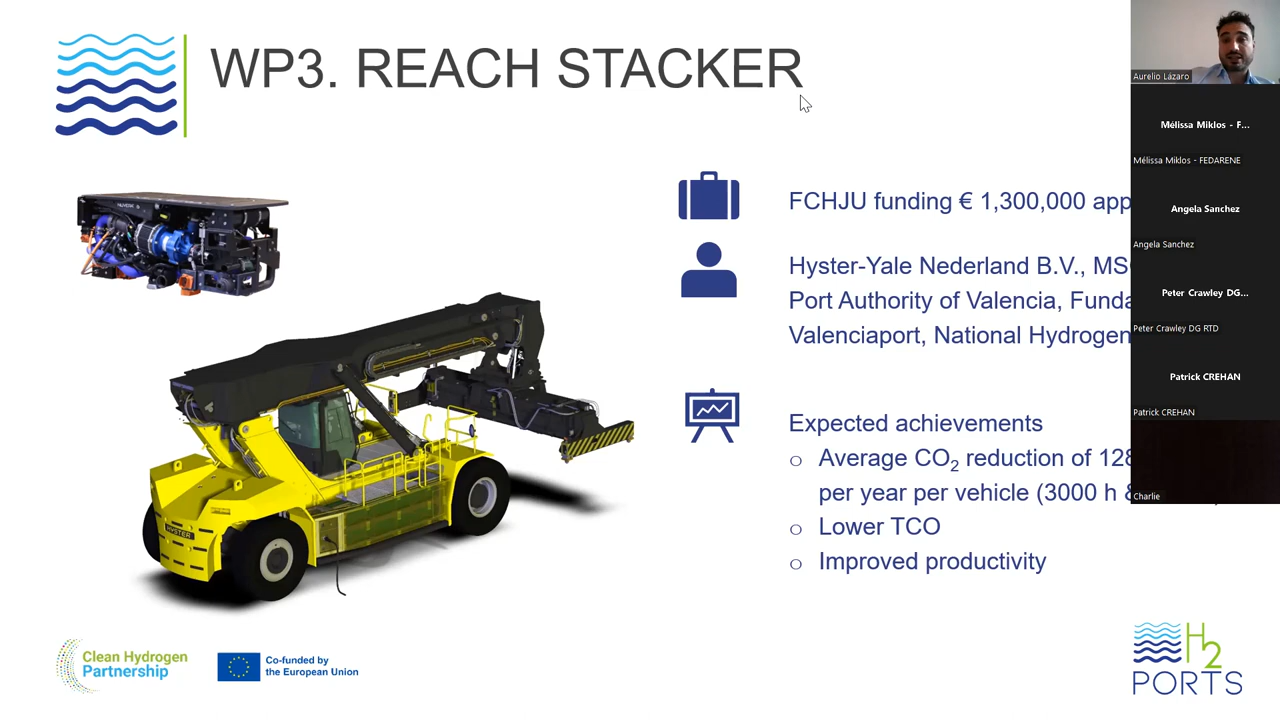 WP3. REACH STACKER
FCHJU funding € 1,300,000 app
Hyster-Yale Nederland B.V., MS
Port Authority of Valencia, Funda
Valenciaport, National Hydrogen
Expected achievements
o Average CO₂ reduction of 128
per year per vehicle (3000 h
o Lower TCO
o Improved productivity
HYSTER
Clean Hydrogen
Partnership
Co-funded by
the European Union
H2
PORTS
Aurelio Lázaro
Mélissa Miklos - F...
Mélissa Miklos - FEDARENE
Angela Sanchez
Angela Sanchez
Peter Crawley DG...
Peter Crawley DG RTD
Patrick CREHAN
Patrick CREHAN
Charlie